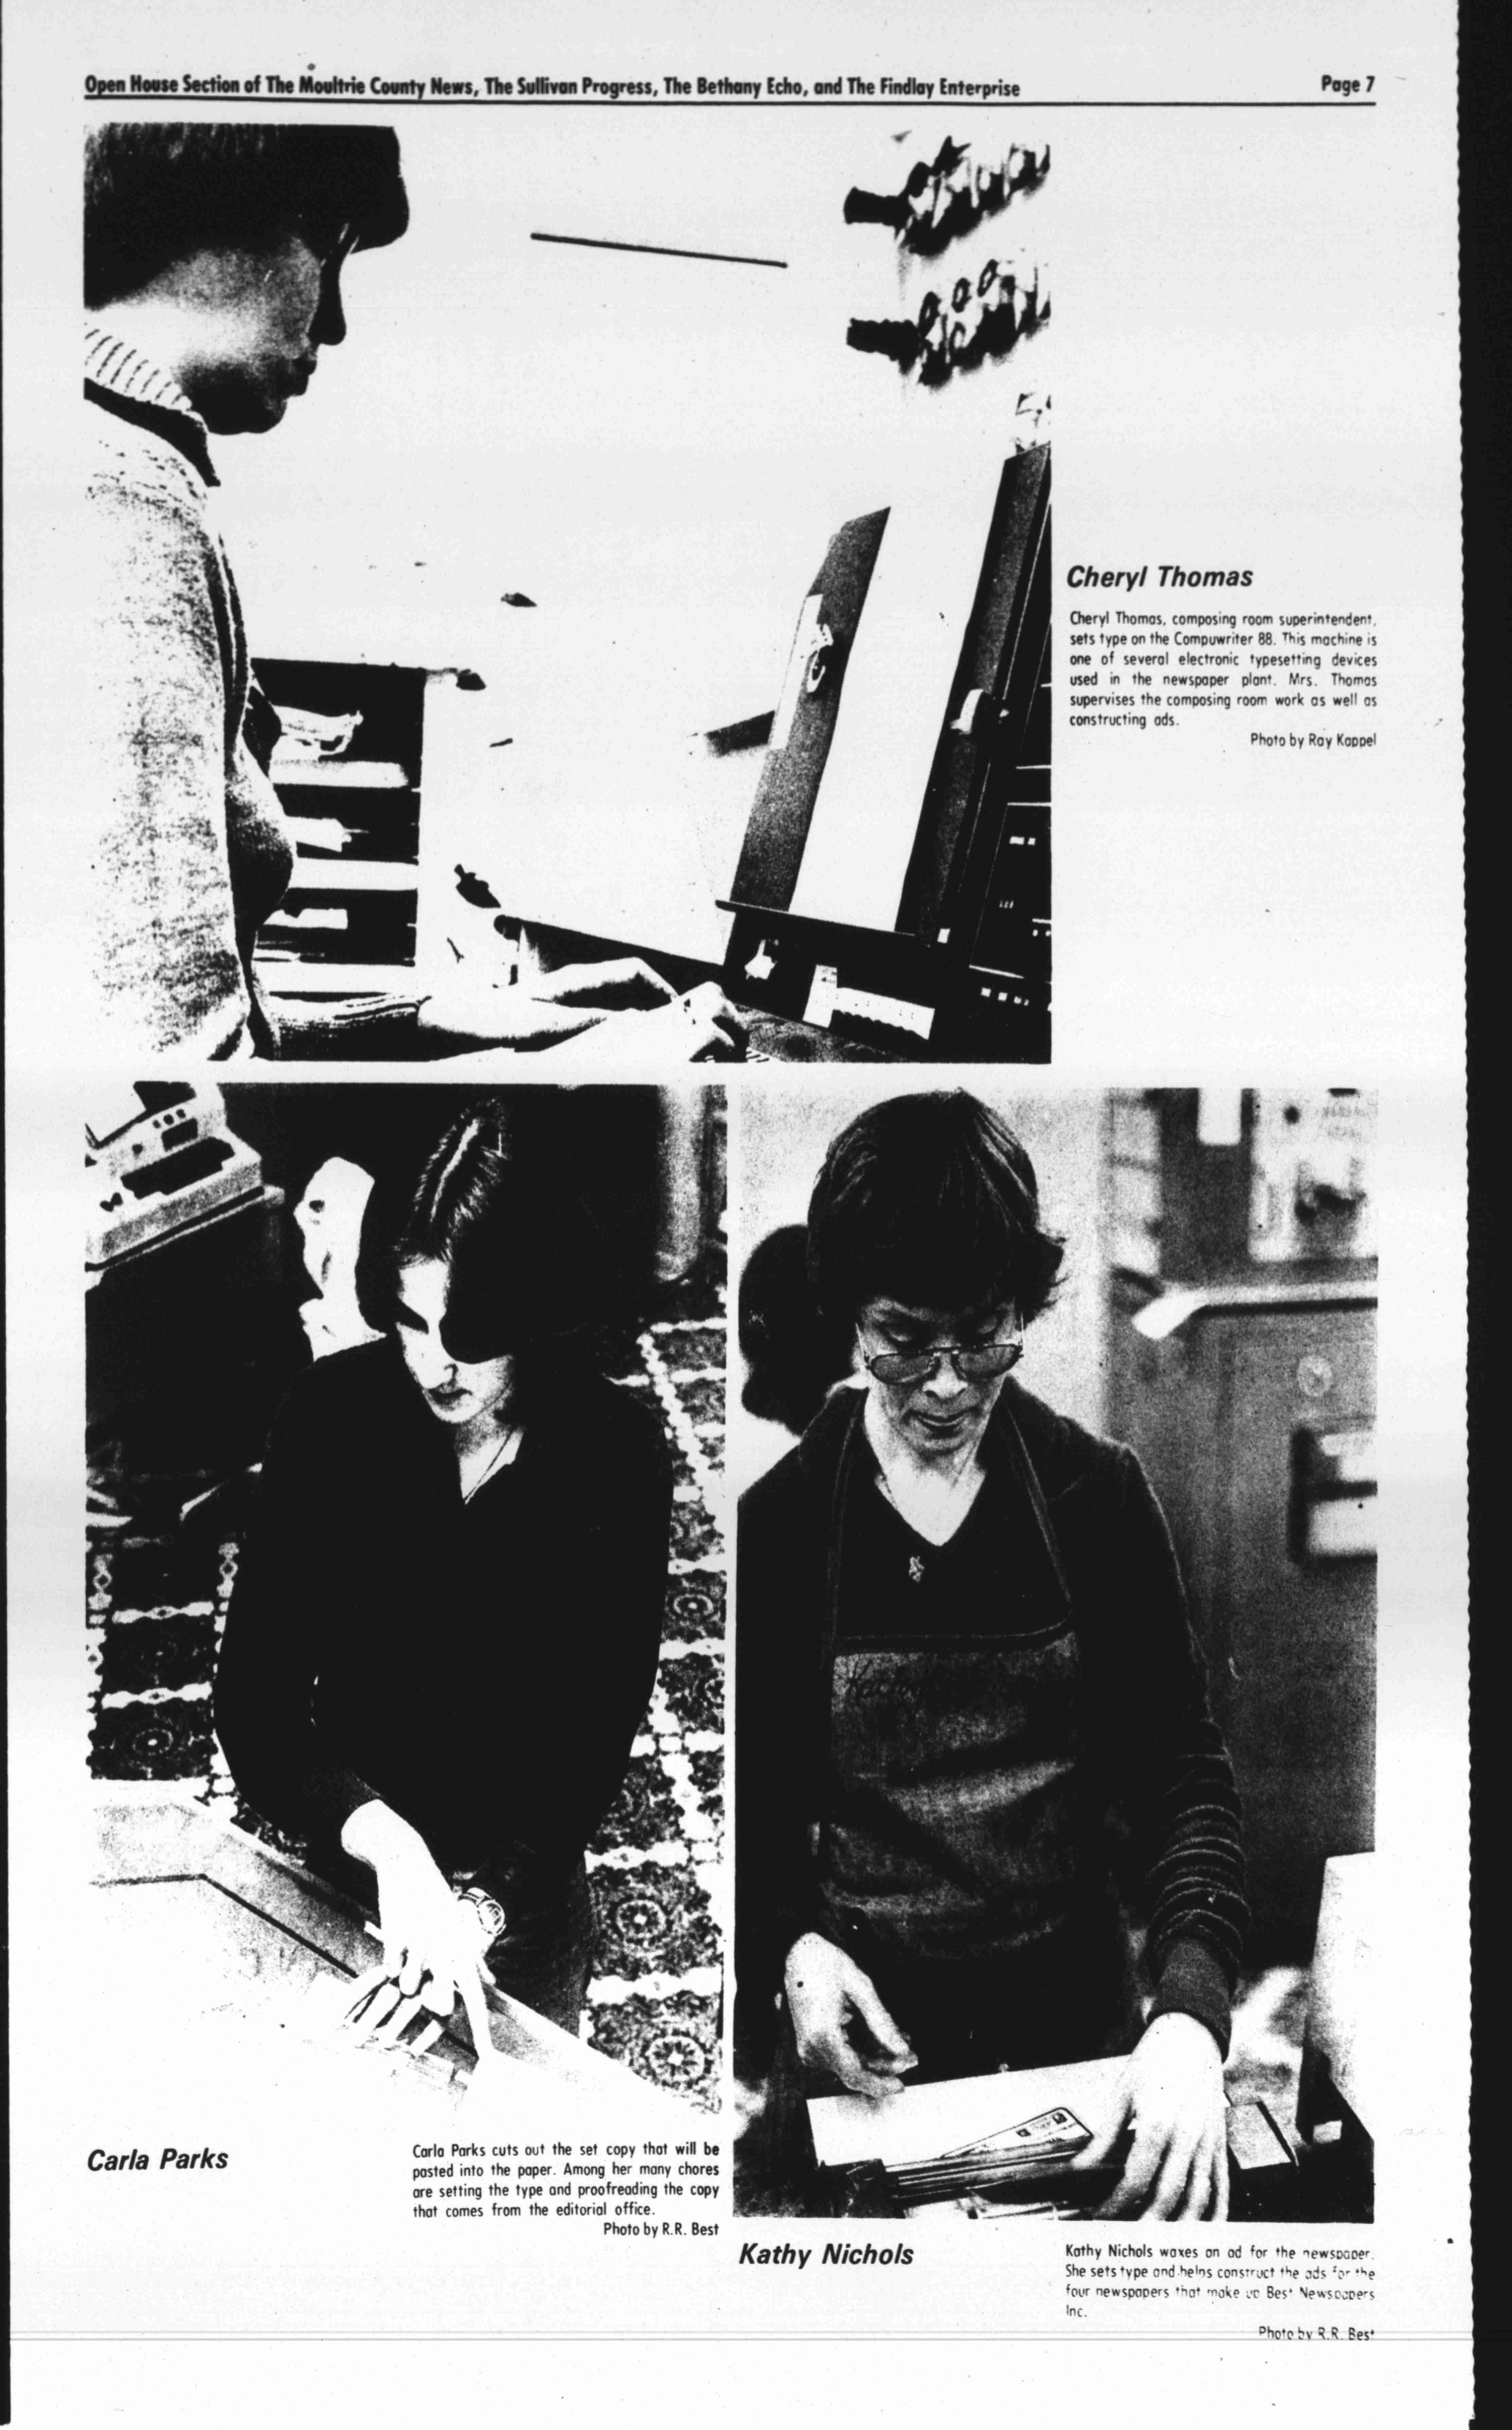 Open House Section of The Moultrie County News, The Sullivan Progress, The Bethany Echo, and The Findlay Enterprise Page 7
Cheryl Thomas
Cheryl Thomas, composing room superintendent,
sets type on the Compuwriter 88. This machine is
one of several electronic typesetting devices
used in the newspaper plant. Mrs. Thomas
supervises the composing room work as well as
constructing ads.
Photo by Ray Kappel
Carla Parks
Carla Parks cuts out the set copy that will be
pasted into the paper. Among her many chores
are setting the type and proofreading the copy
that comes from the editorial office.
Photo by R.R. Best
Kathy Nichols
Kathy Nichols waxes an ad for the newspaper.
She sets type and helps construct the ads for the
four newspapers that make up Best Newspapers
Inc.
Photo by R.R. Best